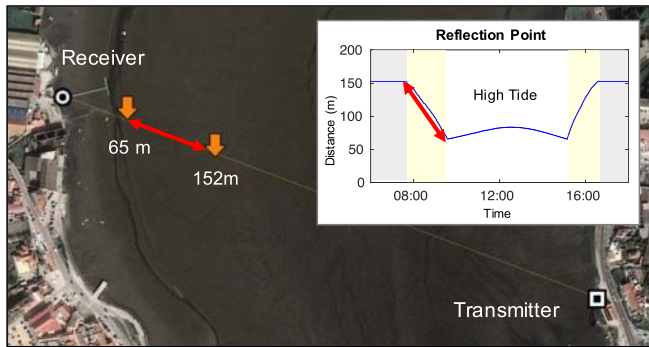 Receiver
65 m
152m
Transmitter
Reflection Point
200
150
100
50
0
Distance (m)
High Tide
08:00
12:00
16:00
Time